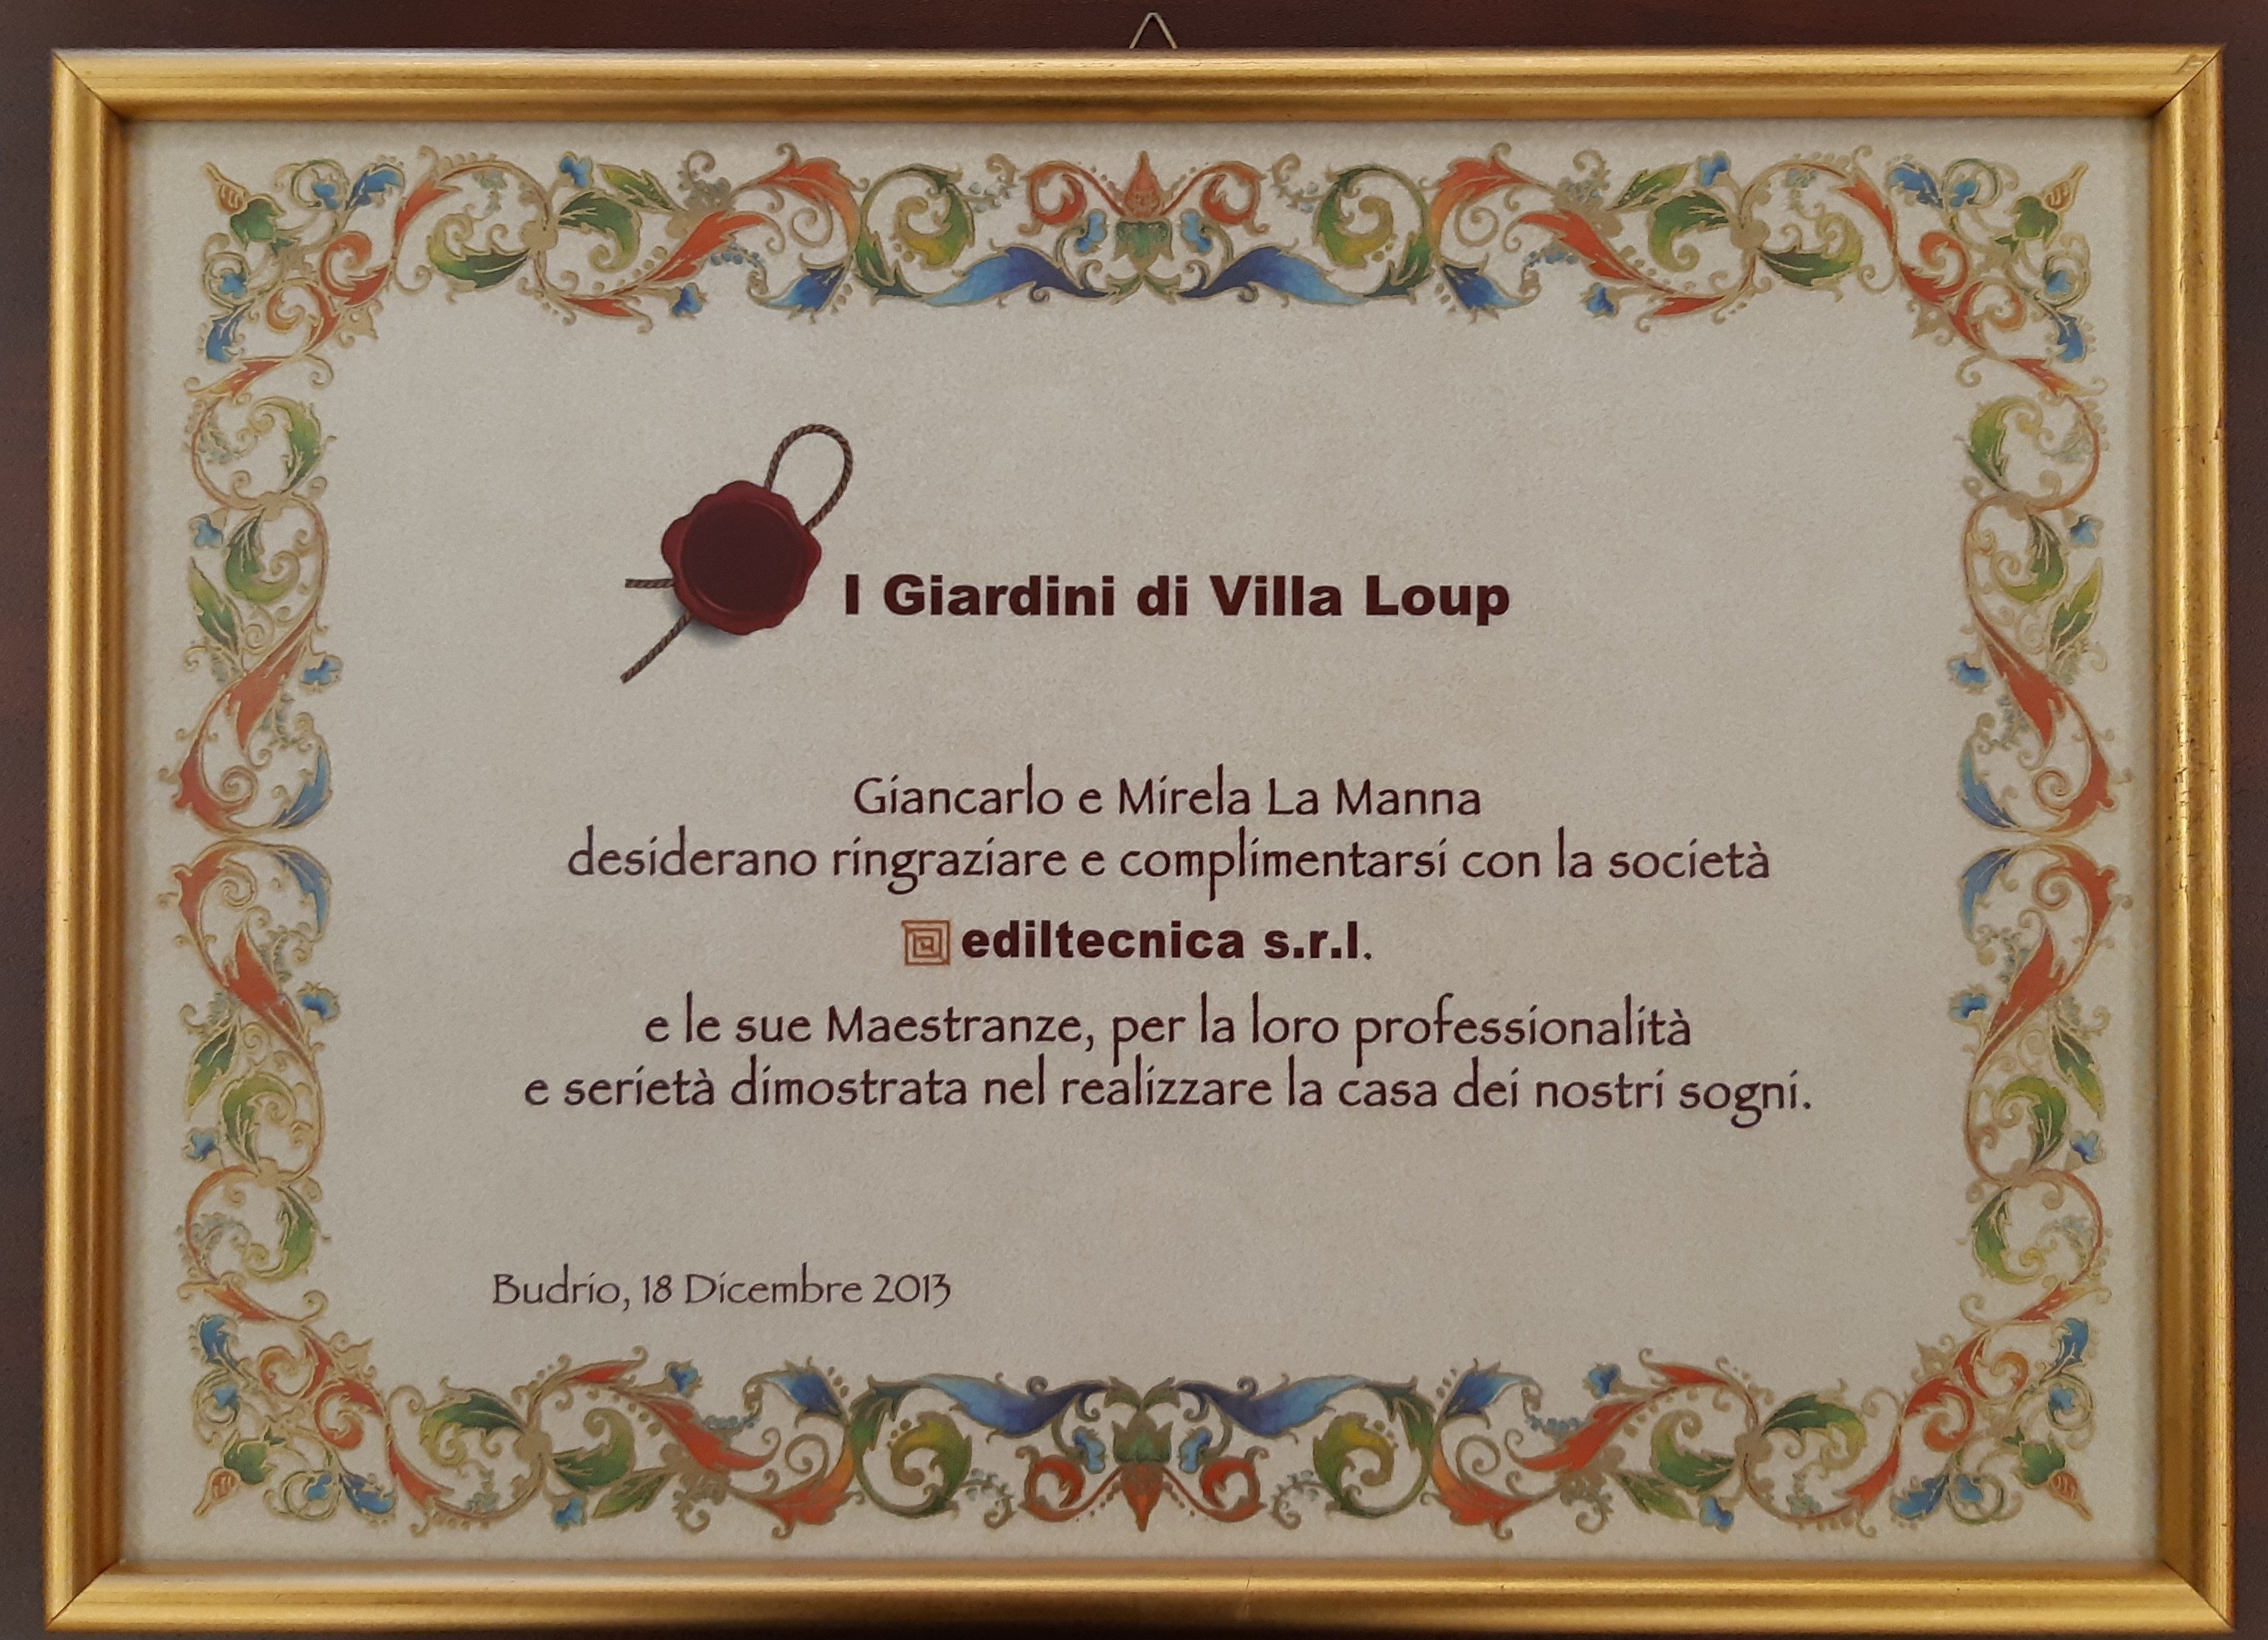 I Giardini di Villa Loup
Giancarlo e Mirela La Manna
desiderano ringraziare e complimentarsi con la società
ediltecnica s.r.l.
e le sue Maestranze, per la loro professionalità
e serietà dimostrata nel realizzare la casa dei nostri sogni.
Budrio, 18 Dicembre 2013